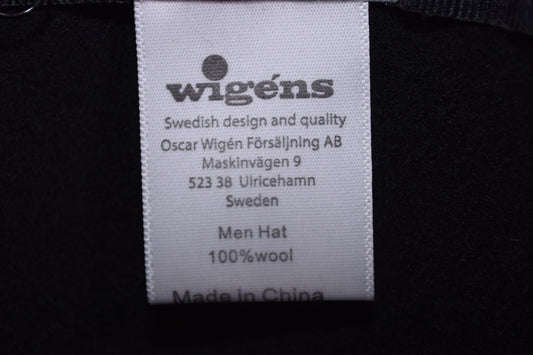 wigéns
Swedish design and quality
Oscar Wigén Försäljning AB
Maskinvägen 9
523 38 Ulricehamn
Sweden
Men Hat
100%wool
Made in China